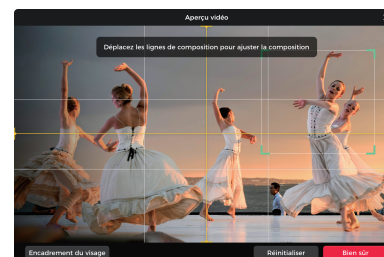 Aperçu vidéo
Déplacez les lignes de composition pour ajuster la composition
Encadrement du visage
Réinitialiser
Bien sûr